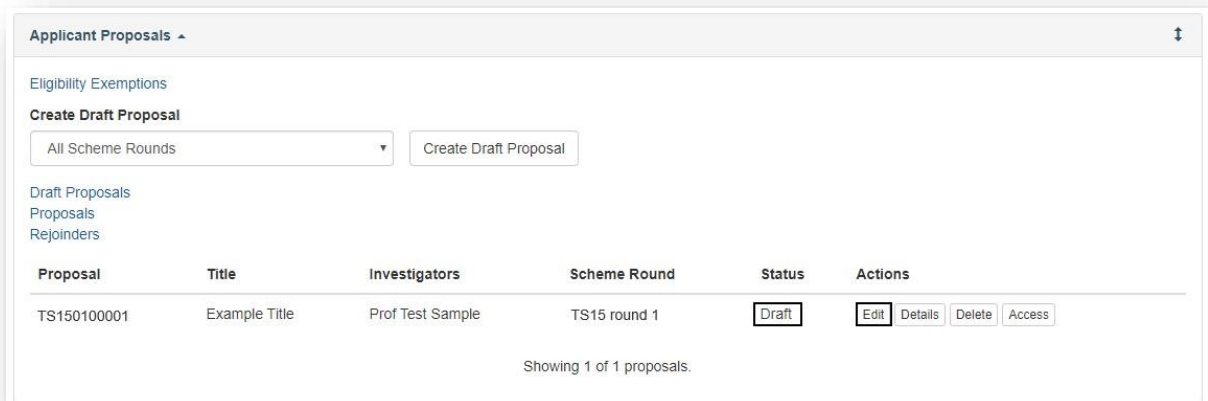 Applicant Proposals
Eligibility Exemptions
Create Draft Proposal
All Scheme Rounds Create Draft Proposal
Draft Proposals
Proposals
Rejoinders
Proposal Title Investigators Scheme Round Status Actions
TS150100001 Example Title Prof Test Sample TS15 round 1 Draft Edit Details Delete Access
Showing 1 of 1 proposals.